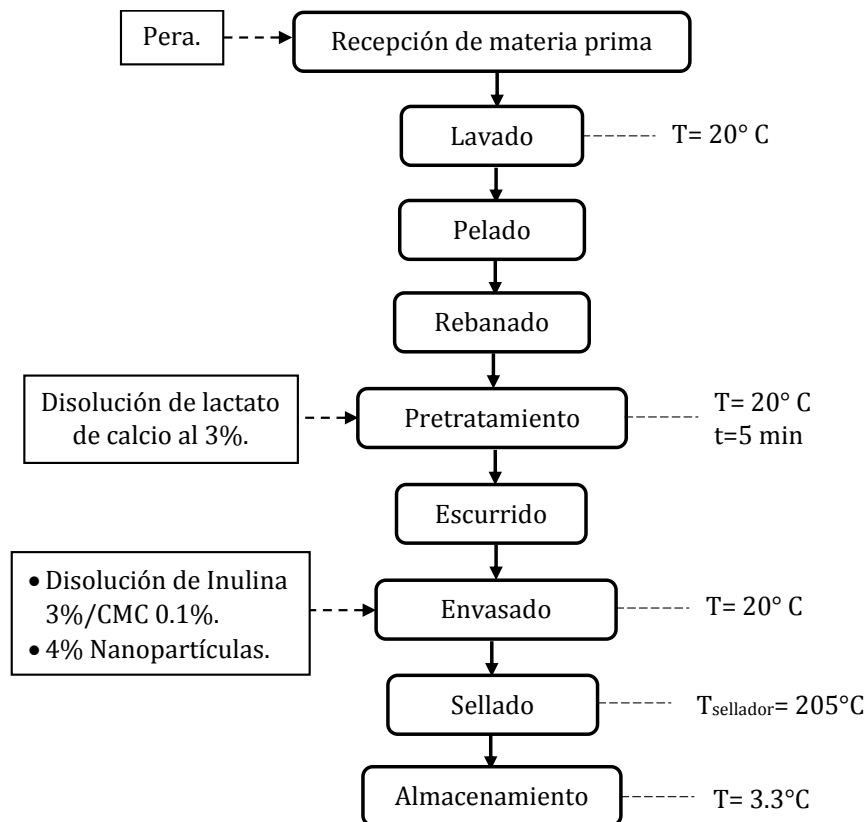 Pera.
Recepción de materia prima
Lavado
T= 20° C
Pelado
Rebanado
Disolución de lactato
de calcio al 3%.
Pretratamiento
T= 20° C
t=5 min
Escurrido
• Disolución de Inulina
3%/CMC 0.1%.
• 4% Nanopartículas.
Envasado
T= 20° C
Sellado
Tsellador= 205°C
Almacenamiento
T= 3.3°C